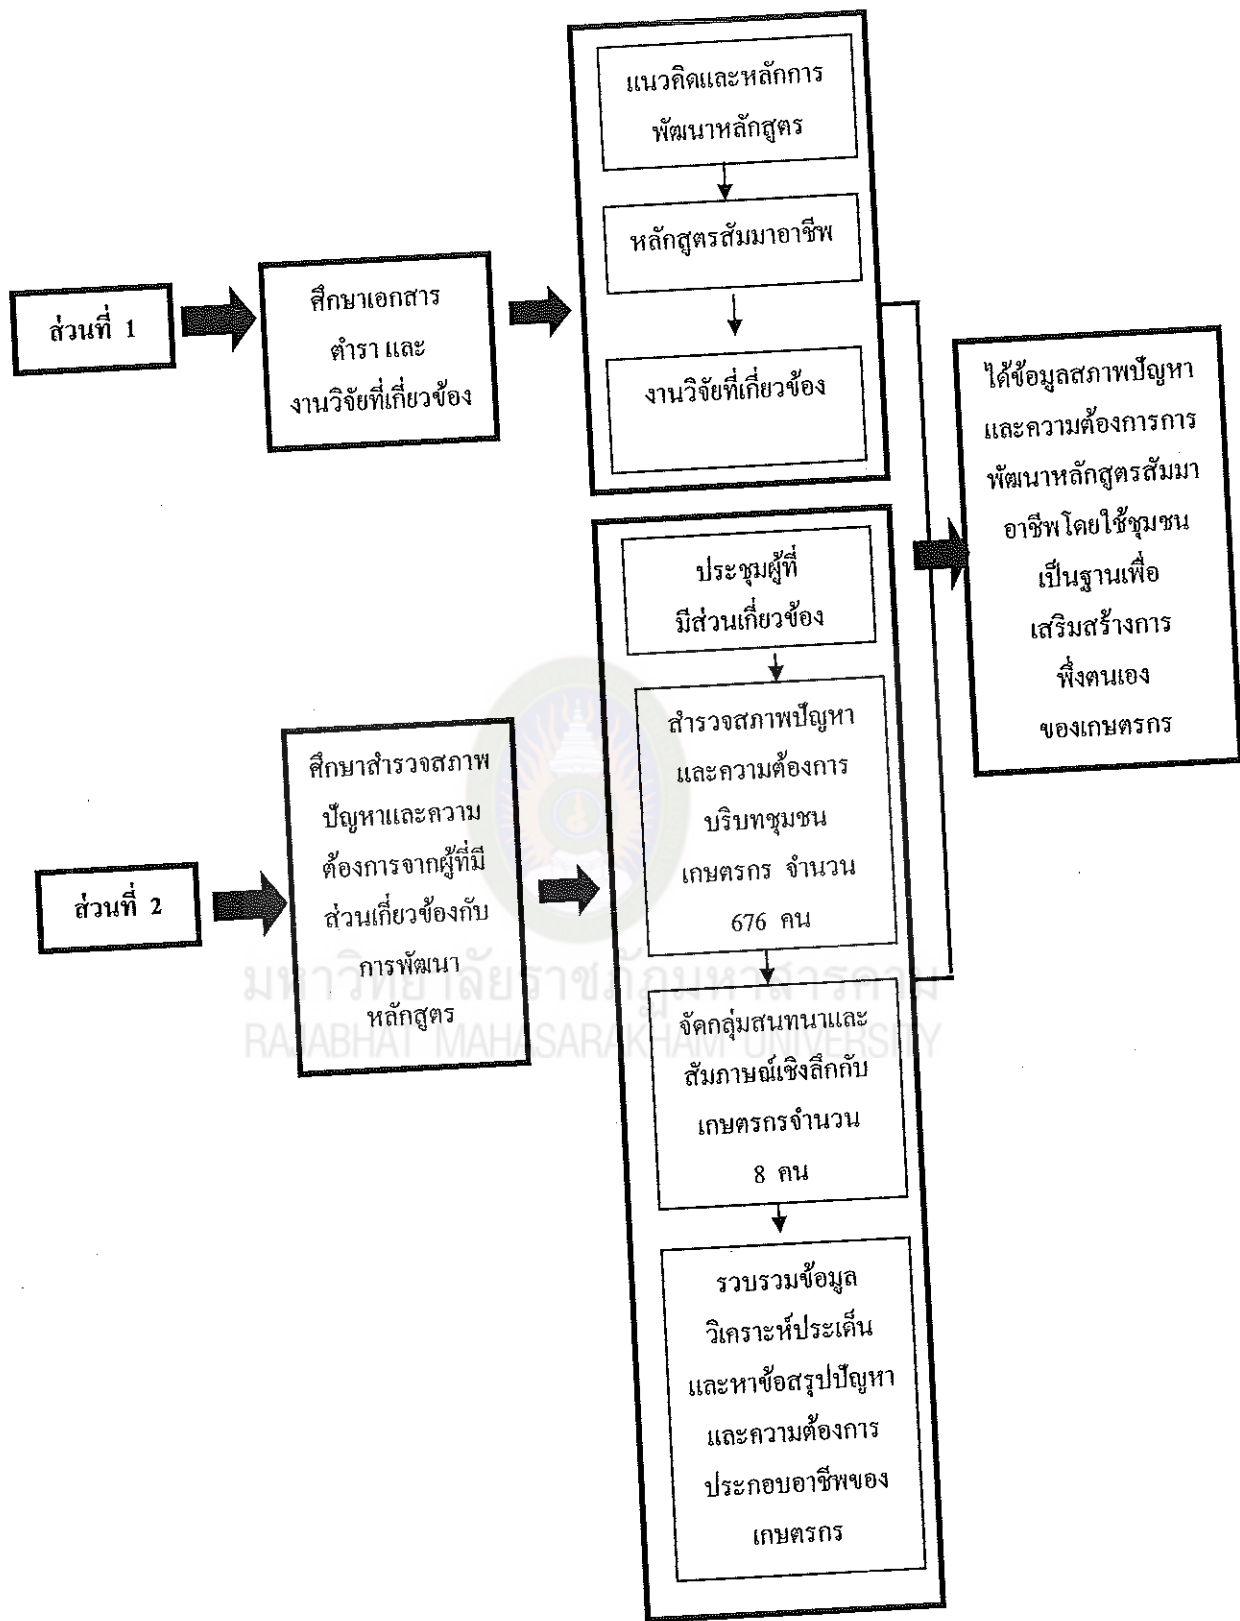 ส่วนที่ 1
ศึกษาเอกสาร
ตำรา และ
งานวิจัยที่เกี่ยวข้อง
แนวคิดและหลักการ
พัฒนาหลักสูตร
หลักสูตรสัมมาอาชีพ
งานวิจัยที่เกี่ยวข้อง
ส่วนที่ 2
ศึกษาสำรวจสภาพ
ปัญหาและความ
ต้องการจากผู้ที่มี
ส่วนเกี่ยวข้องกับ
การพัฒนา
หลักสูตร
ประชุมผู้ที่
มีส่วนเกี่ยวข้อง
สำรวจสภาพปัญหา
และความต้องการ
บริบทชุมชน
เกษตรกร จำนวน
676 คน
จัดกลุ่มสนทนาและ
สัมภาษณ์เชิงลึกกับ
เกษตรกรจำนวน
8 คน
รวบรวมข้อมูล
วิเคราะห์ประเด็น
และหาข้อสรุปปัญหา
และความต้องการ
ประกอบอาชีพของ
เกษตรกร
ได้ข้อมูลสภาพปัญหา
และความต้องการการ
พัฒนาหลักสูตรสัมมา
อาชีพโดยใช้ชุมชน
เป็นฐานเพื่อ
เสริมสร้างการ
พึ่งตนเอง
ของเกษตรกร
มหาวิทยาลัยราชภัฏมหาสารคาม
RAJABHAT MAHASARAKHAM UNIVERSITY